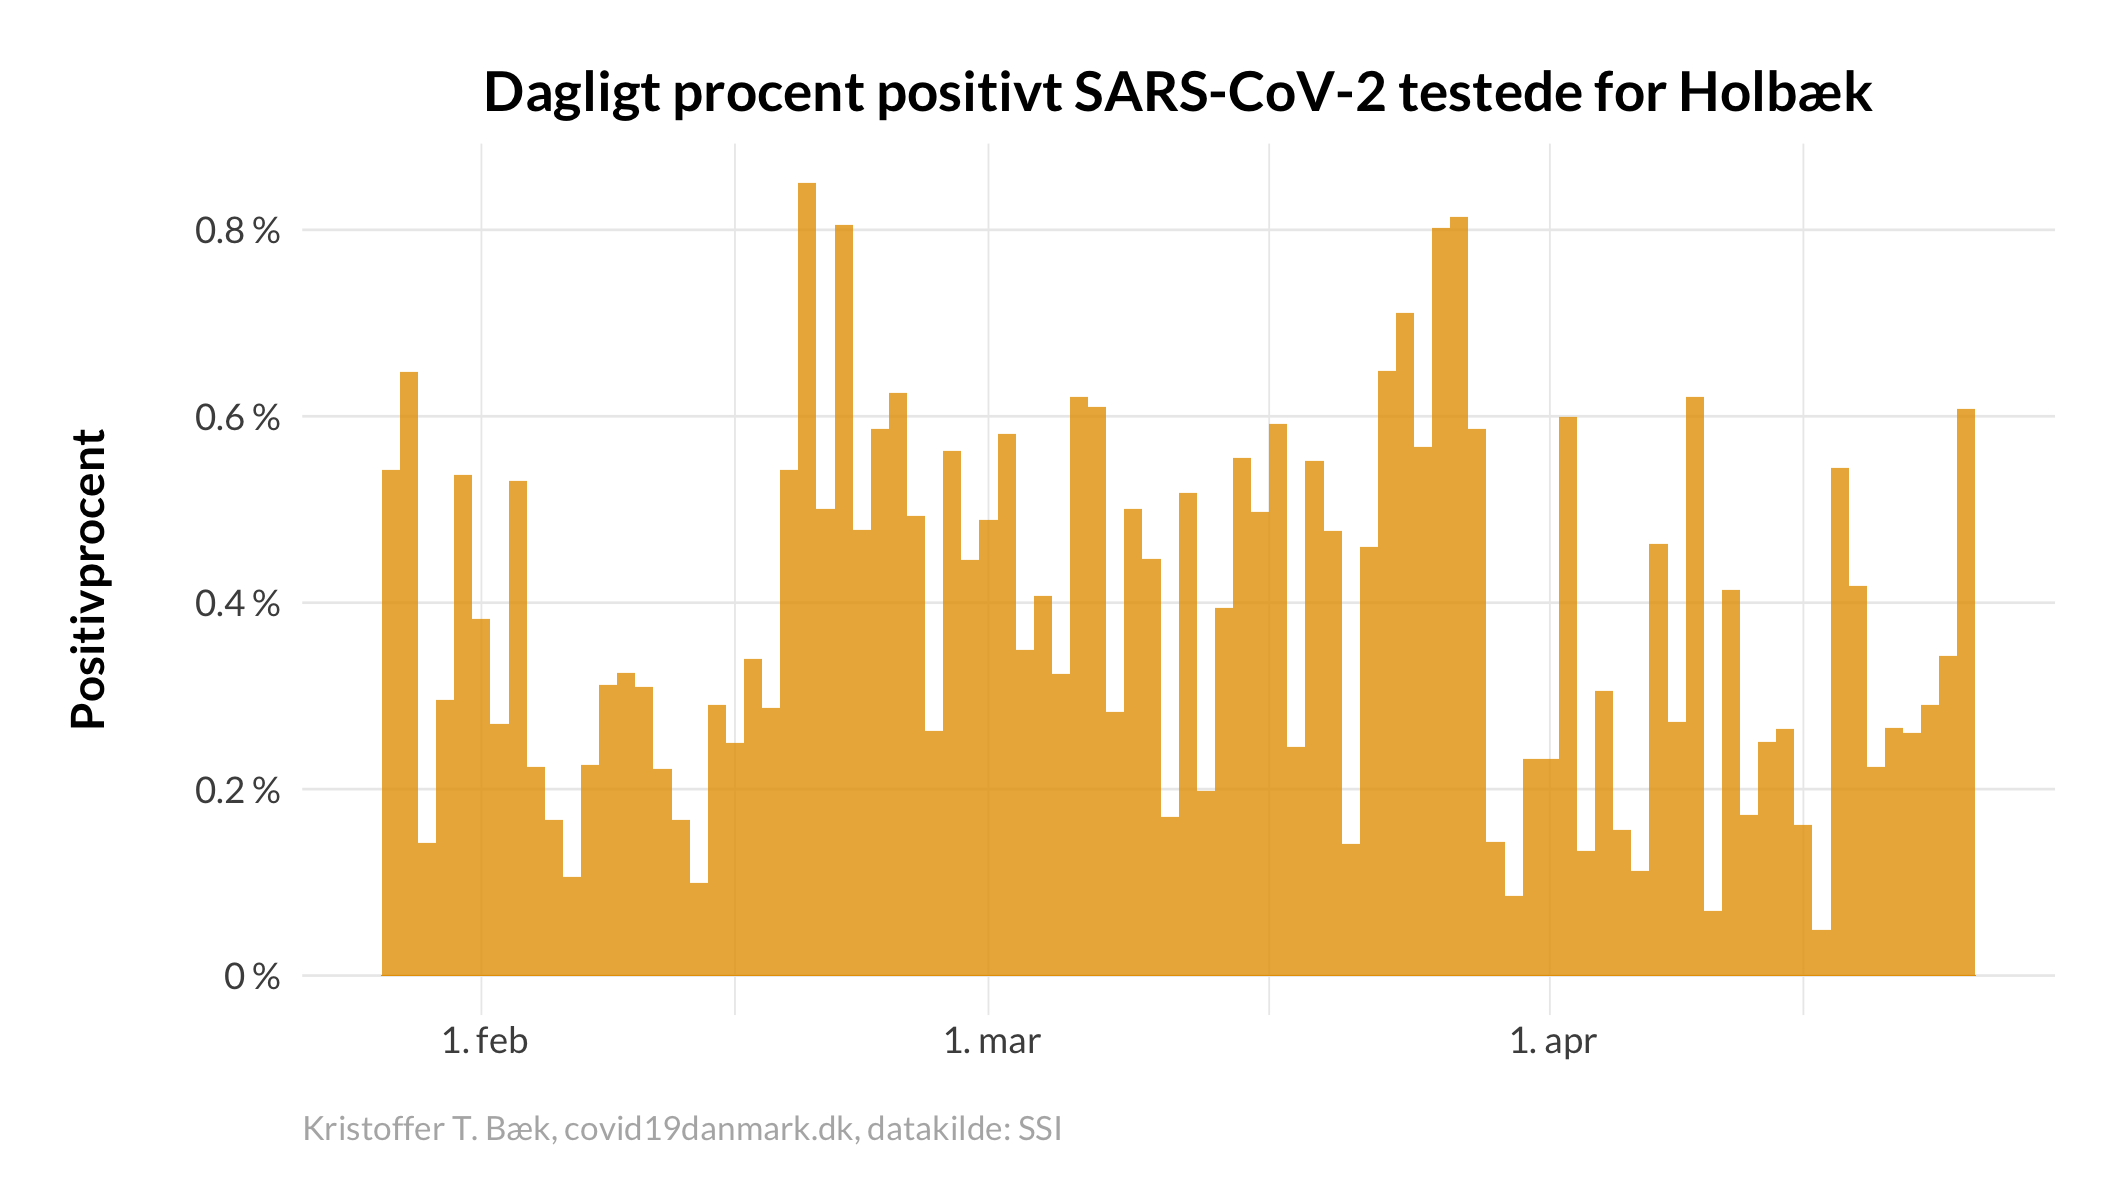 Dagligt procent positivt SARS-CoV-2 testede for Holbæk
Positivprocent
0.8 %
0.6 %
0.4 %
0.2 %
0 %
1. feb
1. mar
1. apr
Kristoffer T. Bæk, covid19danmark.dk, datakilde: SSI